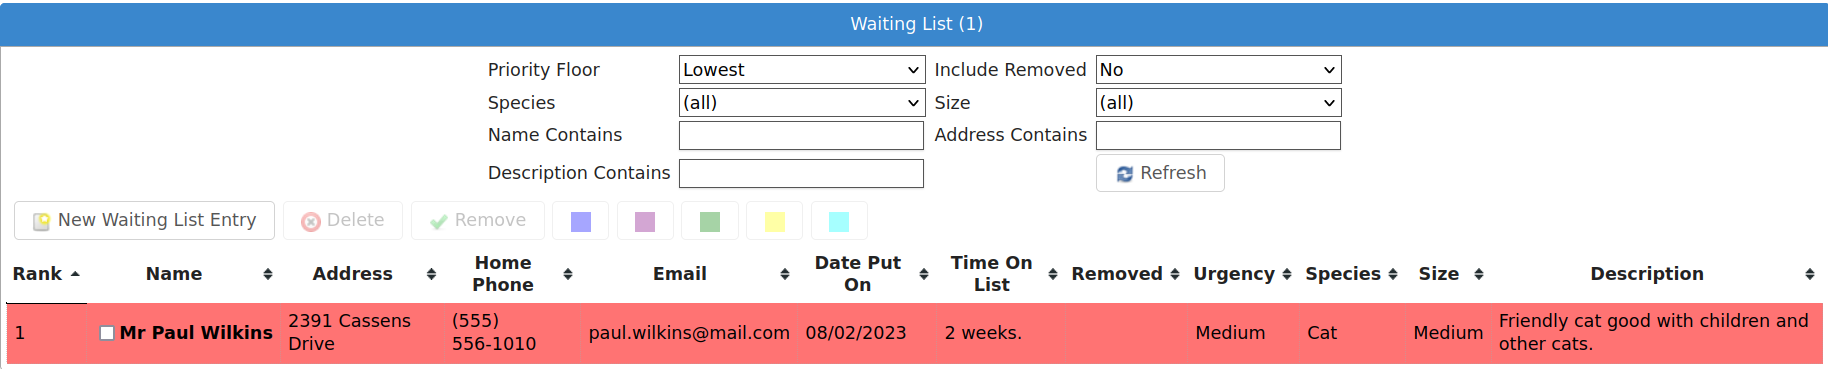 Waiting List (1)
Priority Floor Lowest Include Removed No
Species (all) Size (all)
Name Contains Address Contains
Description Contains Refresh
New Waiting List Entry Delete Remove
Rank Name Address Home Phone Email Date Put On Time On List Removed Urgency Species Size Description
1 Mr Paul Wilkins 2391 Cassens Drive (555) 556-1010 paul.wilkins@mail.com 08/02/2023 2 weeks. Medium Cat Medium Friendly cat good with children and other cats.